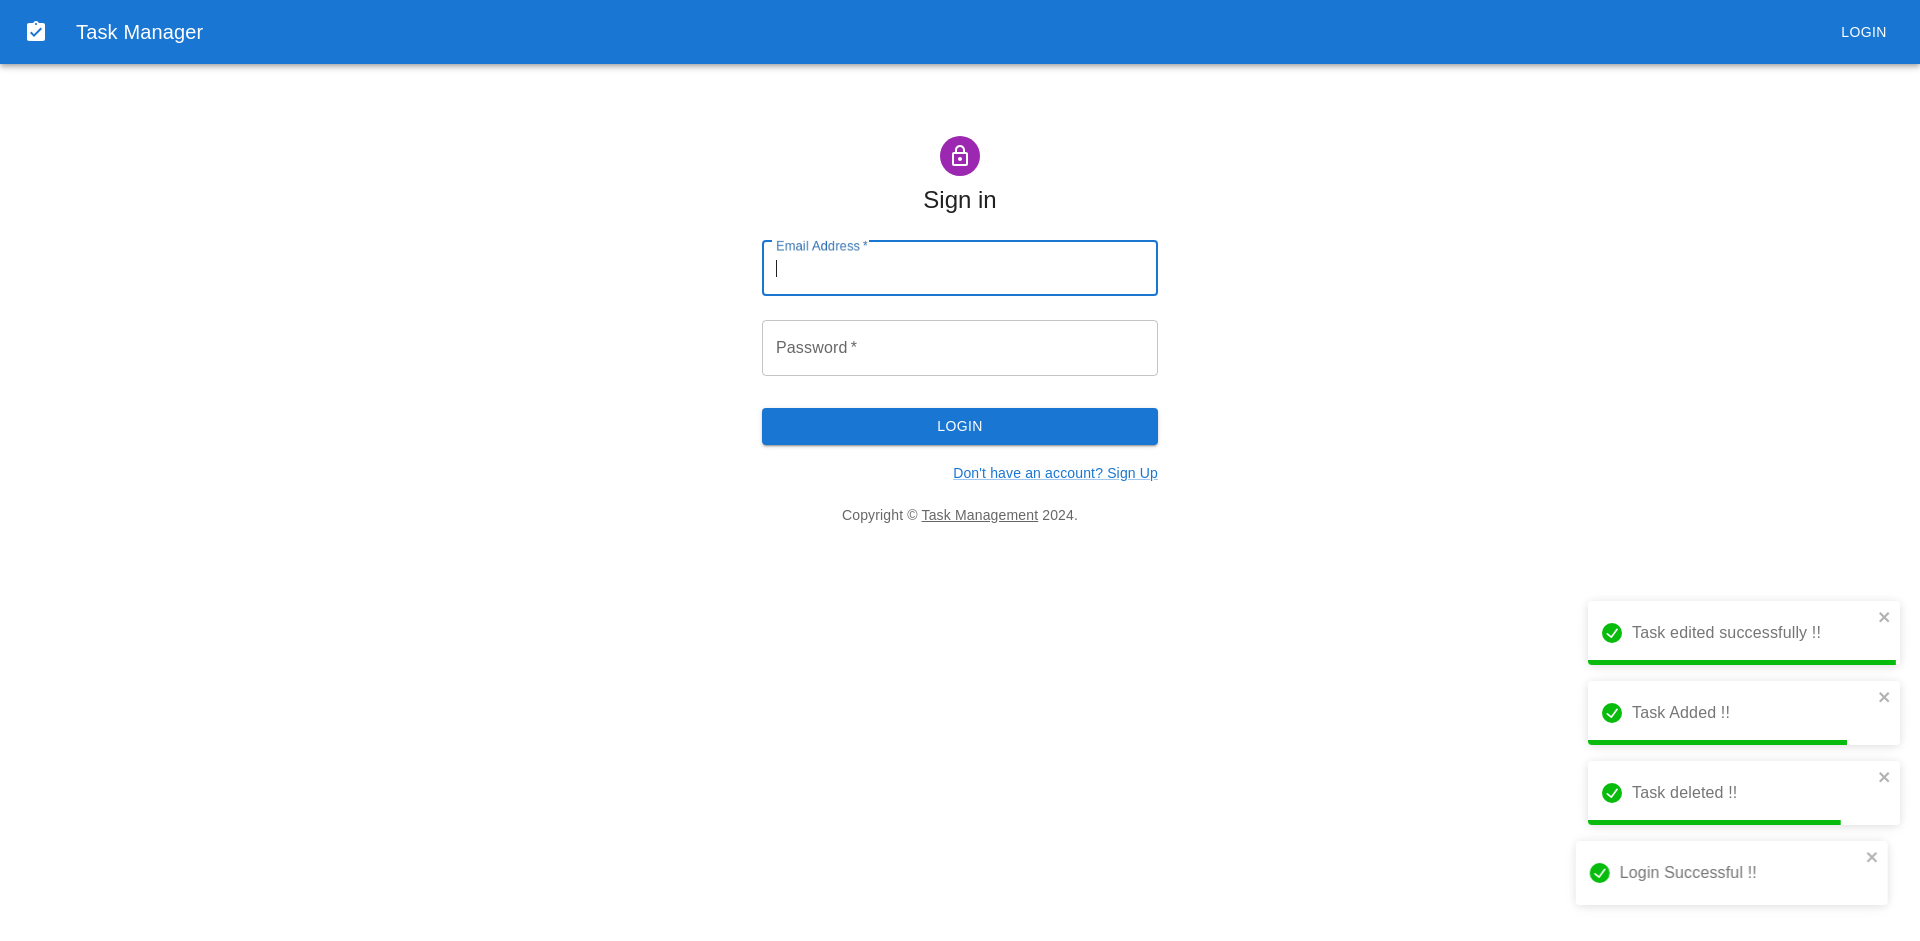 Task Manager
LOGIN
Sign in
Email Address *
Password *
LOGIN
Don't have an account? Sign Up
Copyright © Task Management 2024.
Task edited successfully !!
Task Added !!
Task deleted !!
Login Successful !!